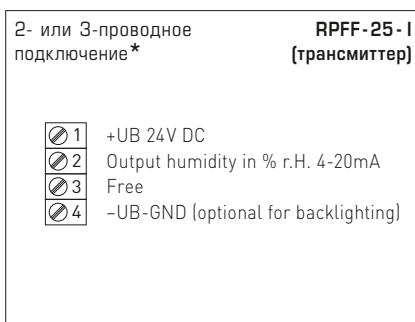 2- или 3-проводное
подключение*
RPFF-25-I
(трансмиттер)
1 +UB 24V DC
2 Output humidity in % r.H. 4-20mA
3 Free
4 –UB-GND (optional for backlighting)